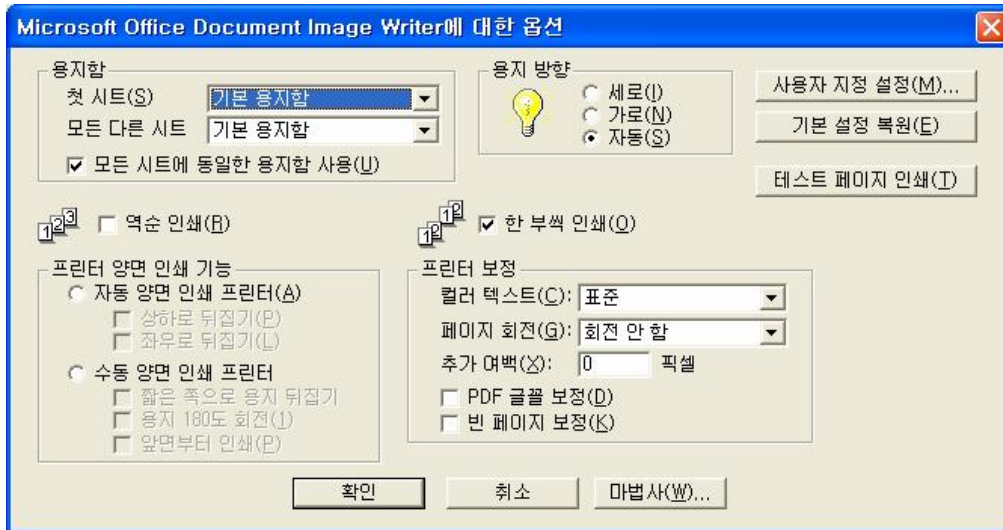 Microsoft Office Document Image Writer에 대한 옵션
용지함
첫 시트(S) 기본 용지함
모든 다른 시트 기본 용지함
모든 시트에 동일한 용지함 사용(U)
용지 방향
세로(I)
가로(N)
자동(S)
사용자 지정 설정(M)...
기본 설정 복원(E)
테스트 페이지 인쇄(T)
123 역순 인쇄(R)
1212 한 부씩 인쇄(O)
프린터 양면 인쇄 기능
자동 양면 인쇄 프린터(A)
상하로 뒤집기(P)
좌우로 뒤집기(L)
수동 양면 인쇄 프린터
짧은 쪽으로 용지 뒤집기
용지 180도 회전(1)
앞면부터 인쇄(P)
프린터 보정
컬러 텍스트(C): 표준
페이지 회전(G): 회전 안 함
추가 여백(X): 0 픽셀
PDF 글꼴 보정(D)
빈 페이지 보정(K)
확인 취소 마법사(W)...